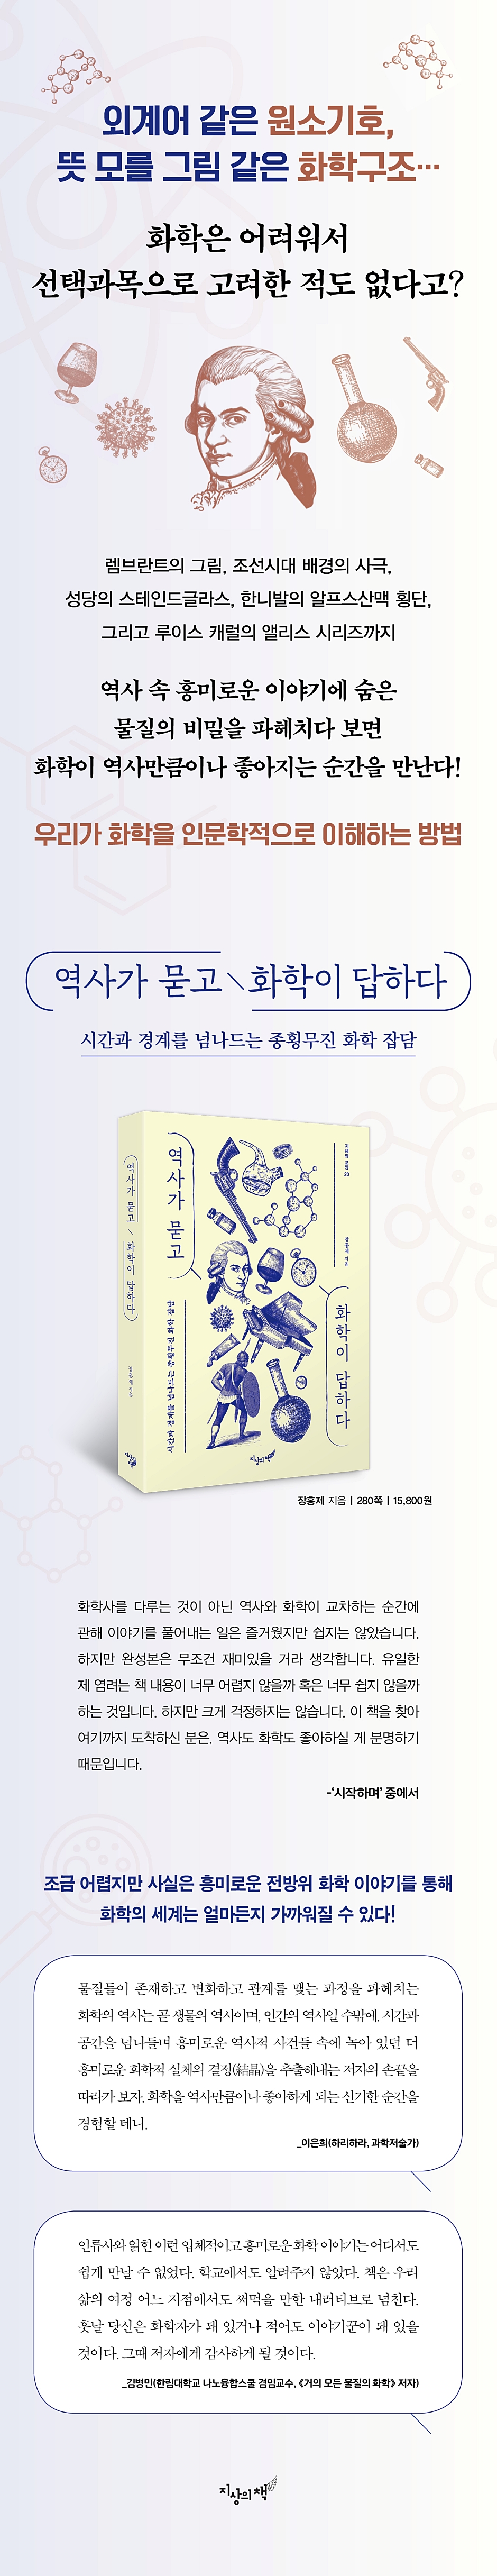 외계어 같은 원소기호,
뜻 모를 그림 같은 화학구조…
화학은 어려워서
선택과목으로 고려한 적도 없다고?
렘브란트의 그림, 조선시대 배경의 사극,
성당의 스테인드글라스, 한니발의 알프스산맥 횡단,
그리고 루이스 캐럴의 앨리스 시리즈까지
역사 속 흥미로운 이야기에 숨은
물질의 비밀을 파헤치다 보면
화학이 역사만큼이나 좋아지는 순간을 만난다!
우리가 화학을 인문학적으로 이해하는 방법
역사가 묻고\화학이 답하다
시간과 경계를 넘나드는 종횡무진 화학 잡담
역사가 묻고 \ 화학이 답하다
장홍제 지음
지상의책
역사가 묻고
화학이 답하다
시간과 경계를 넘나드는 종횡무진 화학 잡담
지혜와 교양 20
장홍제 지음
지상의책
장홍제 지음 | 280쪽 | 15,800원
화학사를 다루는 것이 아닌 역사와 화학이 교차하는 순간에
관해 이야기를 풀어내는 일은 즐거웠지만 쉽지는 않았습니다.
하지만 완성본은 무조건 재미있을 거라 생각합니다. 유일한
제 염려는 책 내용이 너무 어렵지 않을까 혹은 너무 쉽지 않을까
하는 것입니다. 하지만 크게 걱정하지는 않습니다. 이 책을 찾아
여기까지 도착하신 분은, 역사도 화학도 좋아하실 게 분명하기
때문입니다.
-‘시작하며’ 중에서
조금 어렵지만 사실은 흥미로운 전방위 화학 이야기를 통해
화학의 세계는 얼마든지 가까워질 수 있다!
물질들이 존재하고 변화하고 관계를 맺는 과정을 파헤치는
화학의 역사는 곧 생물의 역사이며, 인간의 역사일 수밖에. 시간과
공간을 넘나들며 흥미로운 역사적 사건들 속에 녹아 있던 더
흥미로운 화학적 실체의 결정(結晶)을 추출해내는 저자의 손끝을
따라가 보자. 화학을 역사만큼이나 좋아하게 되는 신기한 순간을
경험할 테니.
_이은희(하리하라, 과학저술가)
인류사와 얽힌 이런 입체적이고 흥미로운 화학 이야기는 어디서도
쉽게 만날 수 없었다. 학교에서도 알려주지 않았다. 책은 우리
삶의 여정 어느 지점에서도 써먹을 만한 내러티브로 넘친다.
훗날 당신은 화학자가 돼 있거나 적어도 이야기꾼이 돼 있을
것이다. 그때 저자에게 감사하게 될 것이다.
_김병민(한림대학교 나노융합스쿨 겸임교수, 《거의 모든 물질의 화학》 저자)
지상의책